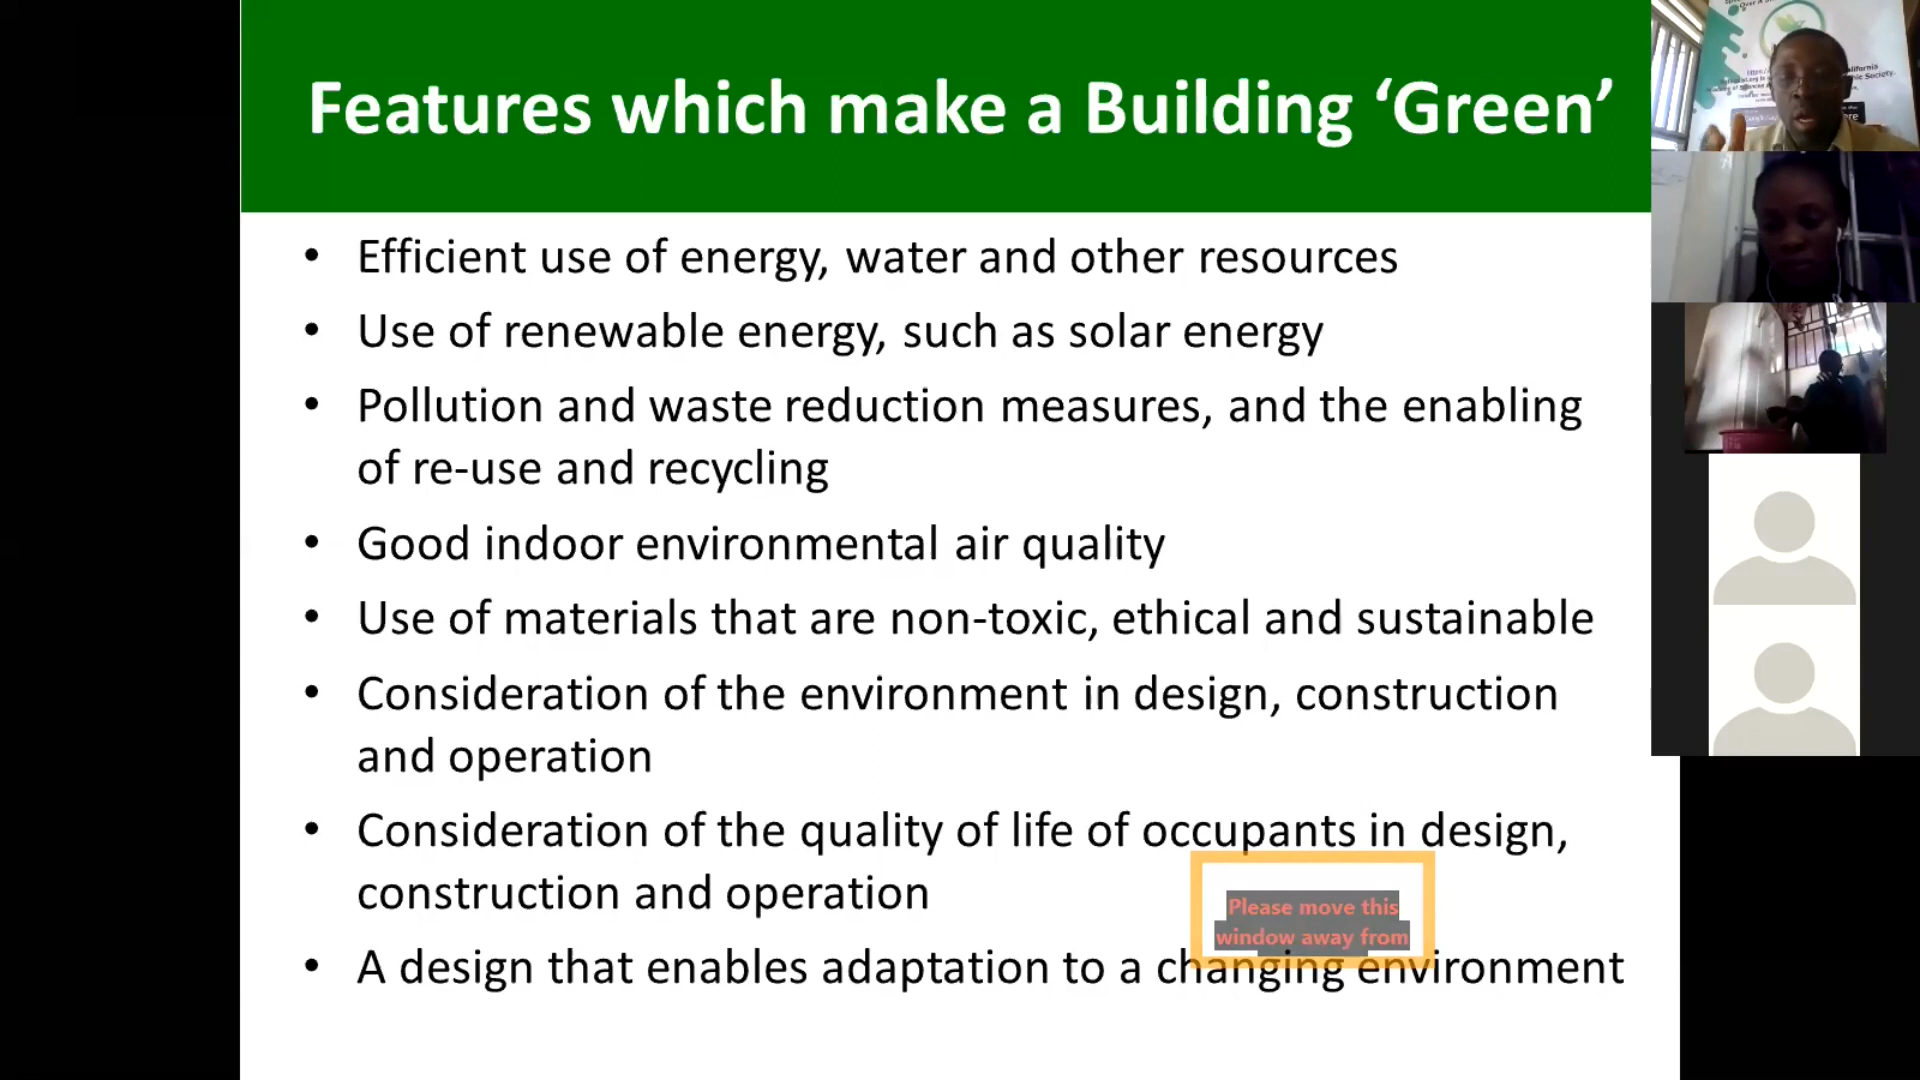 Features which make a Building ‘Green’
• Efficient use of energy, water and other resources
• Use of renewable energy, such as solar energy
• Pollution and waste reduction measures, and the enabling
of re-use and recycling
• Good indoor environmental air quality
• Use of materials that are non-toxic, ethical and sustainable
• Consideration of the environment in design, construction
and operation
• Consideration of the quality of life of occupants in design,
construction and operation
Please move this
window away from
• A design that enables adaptation to a changing environment
Over A